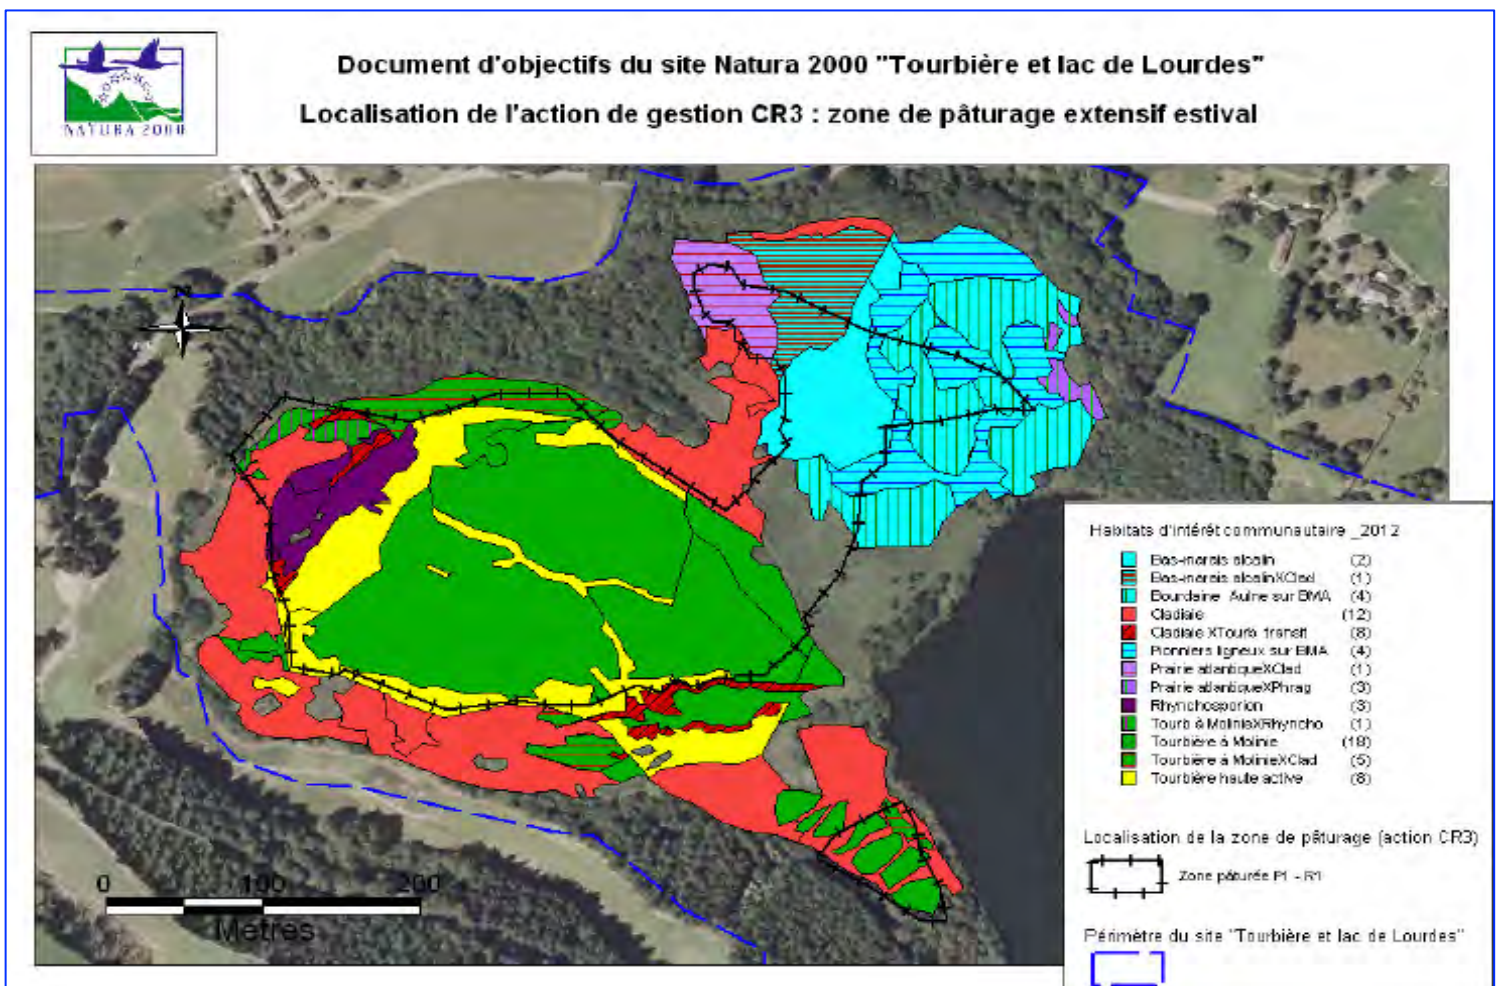 Document d'objectifs du site Natura 2000 "Tourbière et lac de Lourdes"
Localisation de l'action de gestion CR3 : zone de pâturage extensif estival
NATURA 2000
N
0 100 200
Mètres
Habitats d'intérêt communautaire _2012
Bas-marais alcalin (2)
Bas-marais alcalinXClad (1)
Bourdaine Aulne sur BMA (4)
Cladiaie (12)
Cladiaie XTourb transit (8)
Pionniers ligneux sur BMA (4)
Prairie atlantiqueXClad (1)
Prairie atlantiqueXPhrag (3)
Rhynchosporion (3)
Tourb à MolinieXRhyncho (1)
Tourbière à Molinie (18)
Tourbière à MolinieXClad (5)
Tourbière haute active (8)
Localisation de la zone de pâturage (action CR3)
Zone pâturée P1 - R1
Périmètre du site "Tourbière et lac de Lourdes"